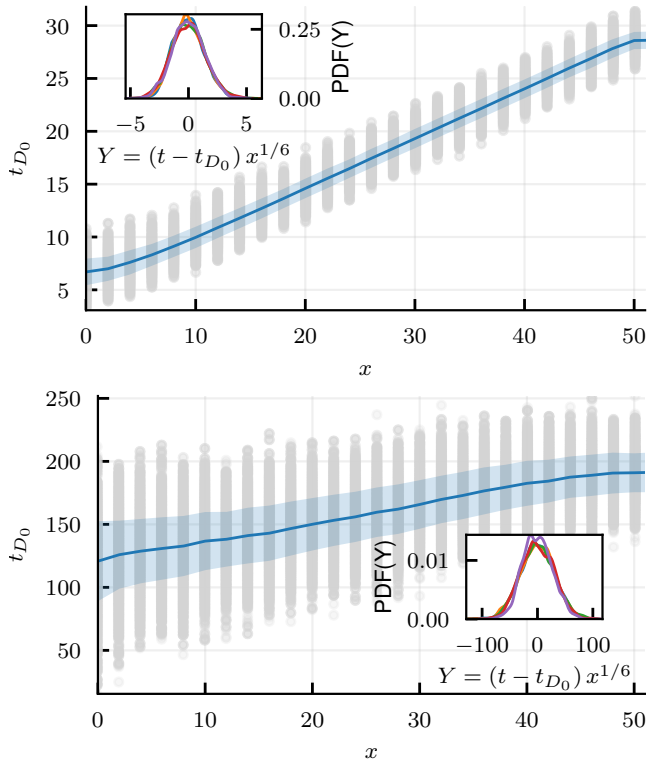 30
25
20
15
10
5
t_{D_0}
0.25
0.00
PDF(Y)
−5 0 5
Y = (t − t_{D_0}) x^{1/6}
0 10 20 30 40 50
x
250
200
150
100
50
t_{D_0}
0.01
0.00
PDF(Y)
−100 0 100
Y = (t − t_{D_0}) x^{1/6}
0 10 20 30 40 50
x